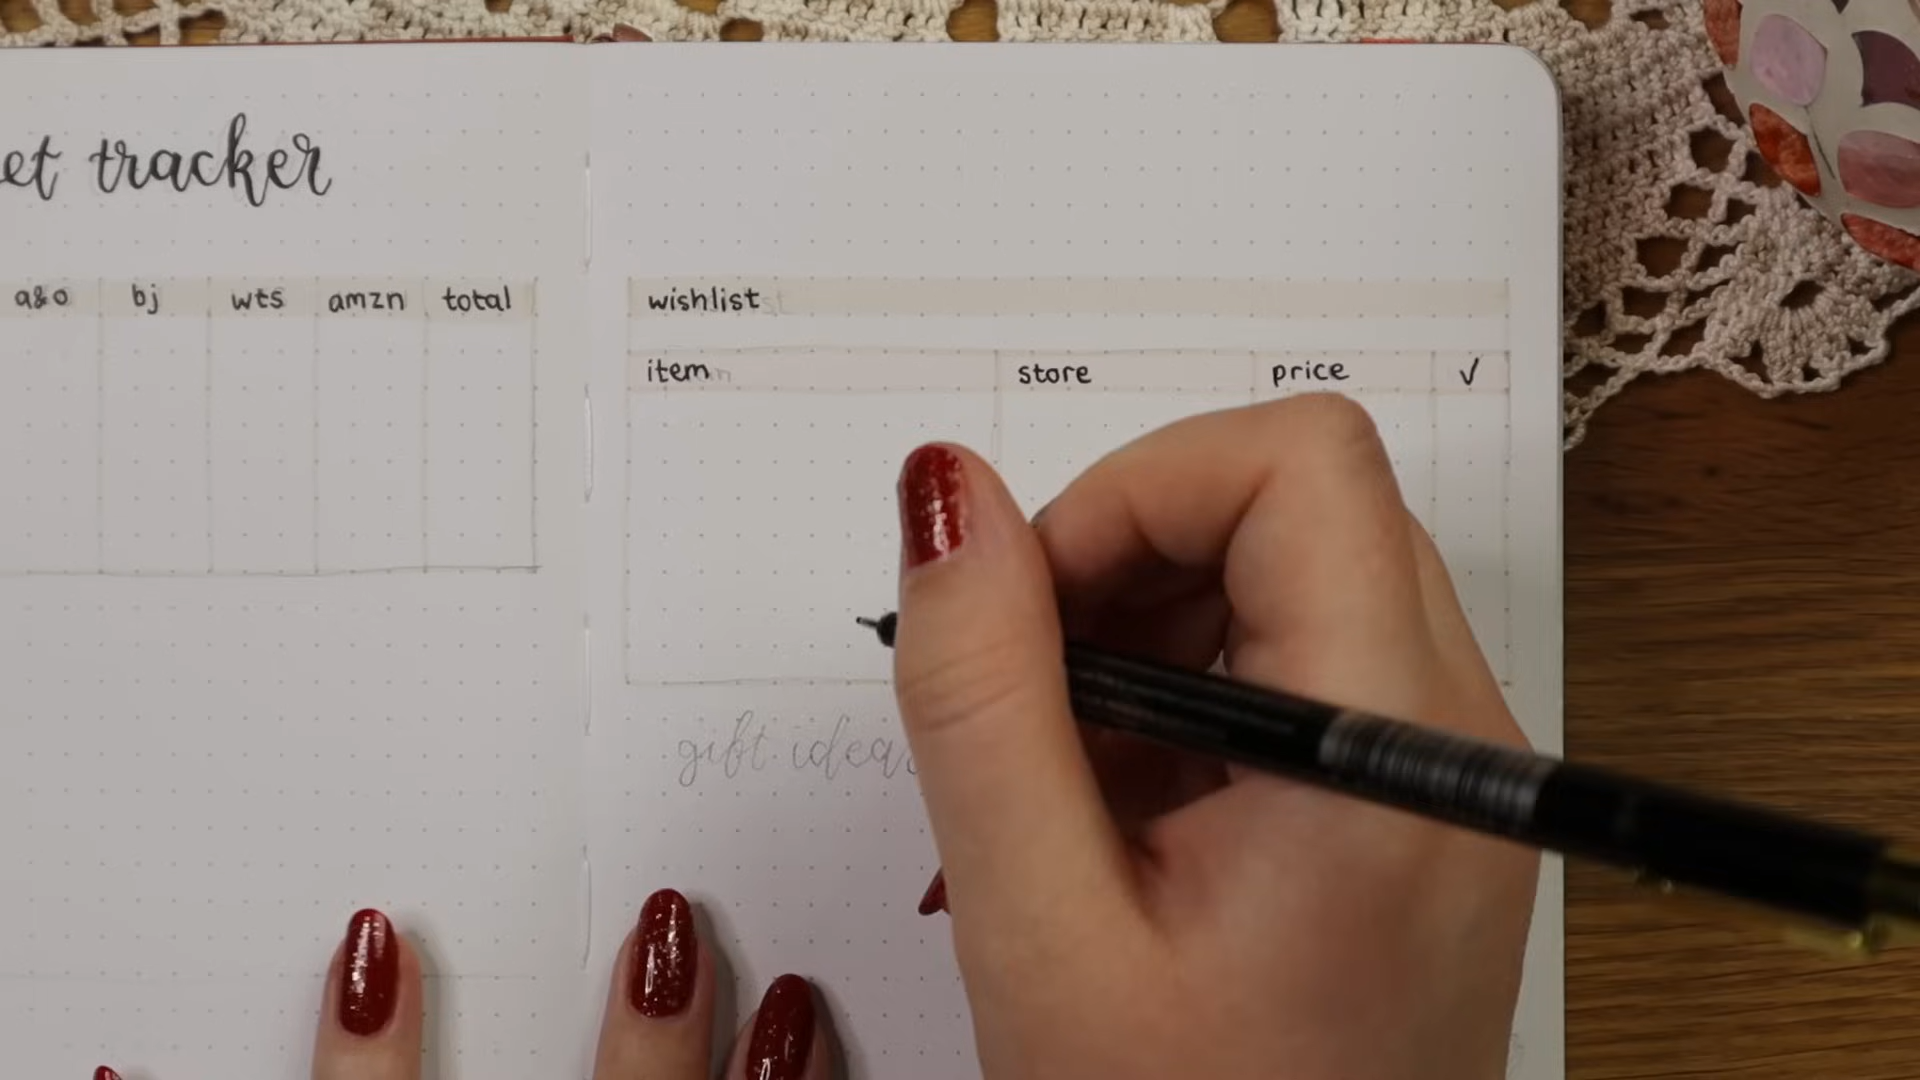 et tracker
a&o bj wts amzn total
wishlist
item store price ✓
gift ideas